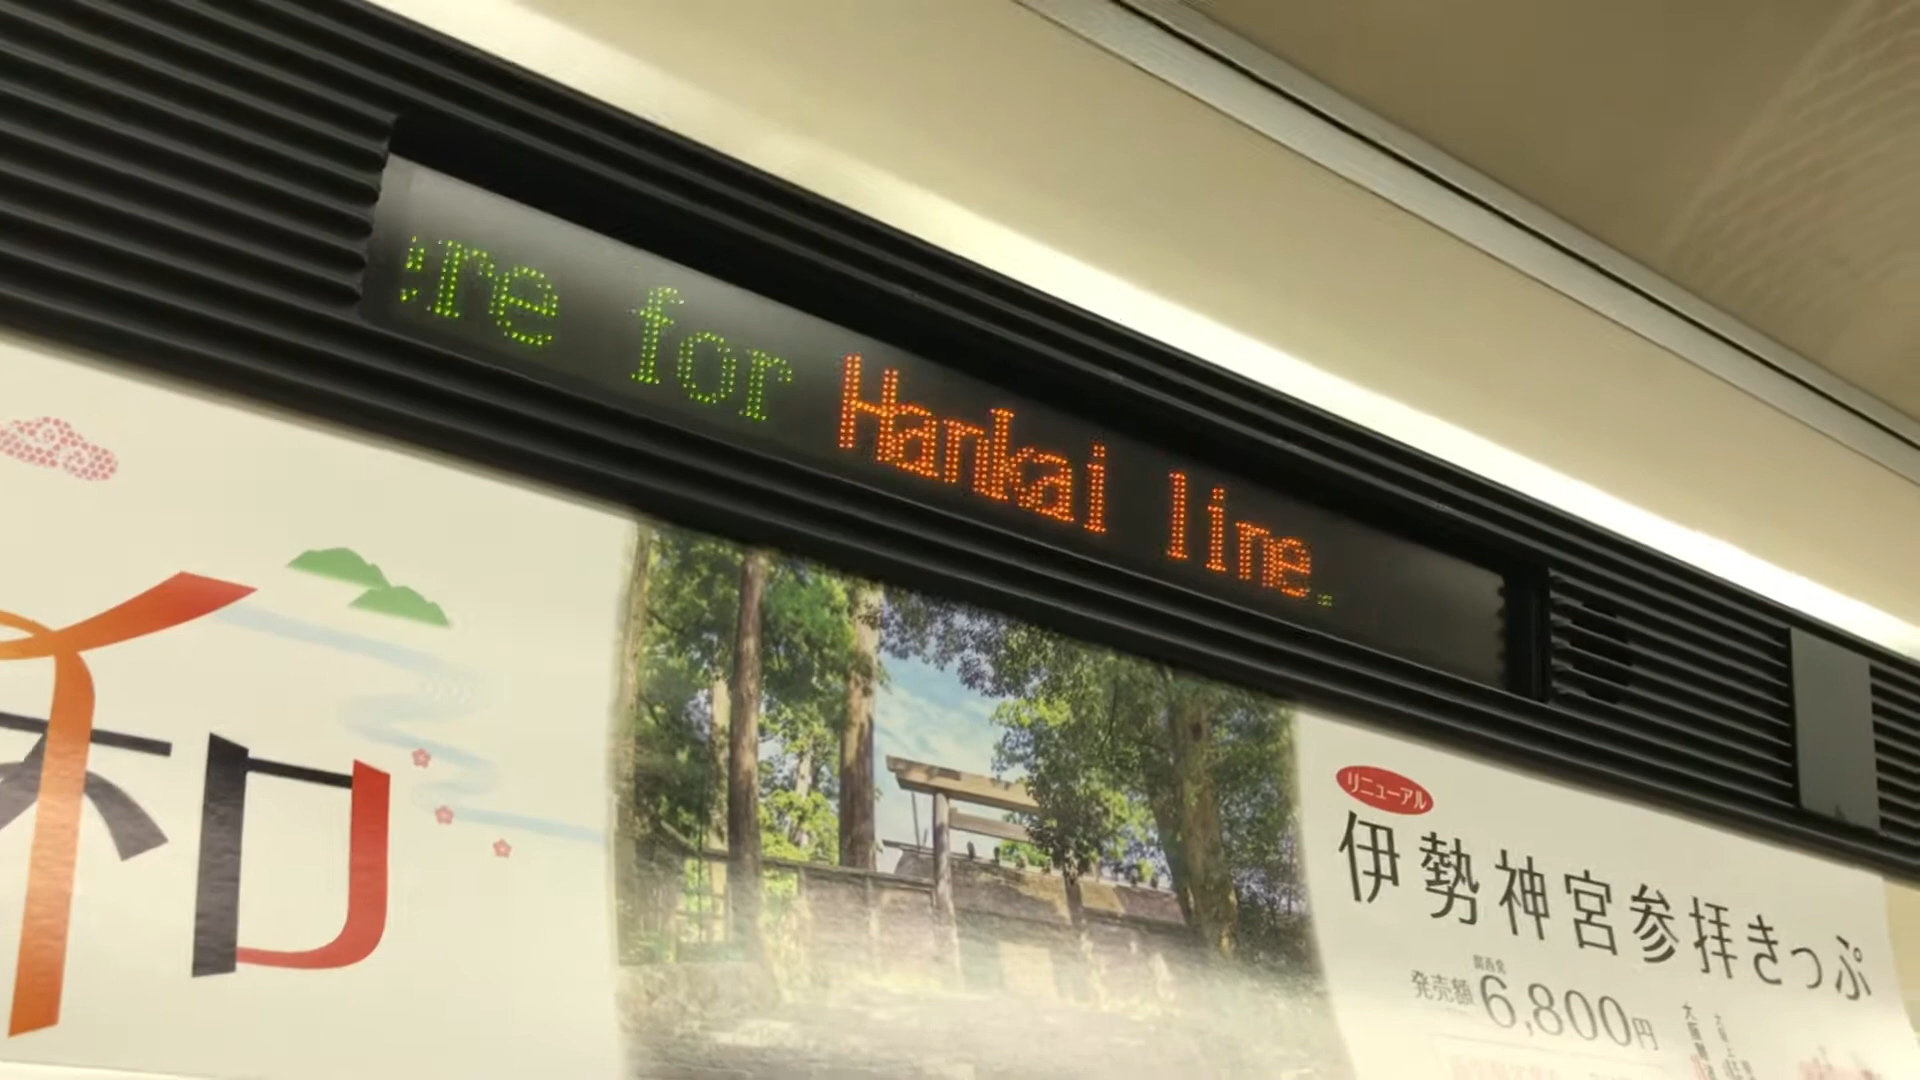 re for Hankai line.
和
リニューアル
伊勢神宮参拝きっぷ
関西発
発売額 6,800円